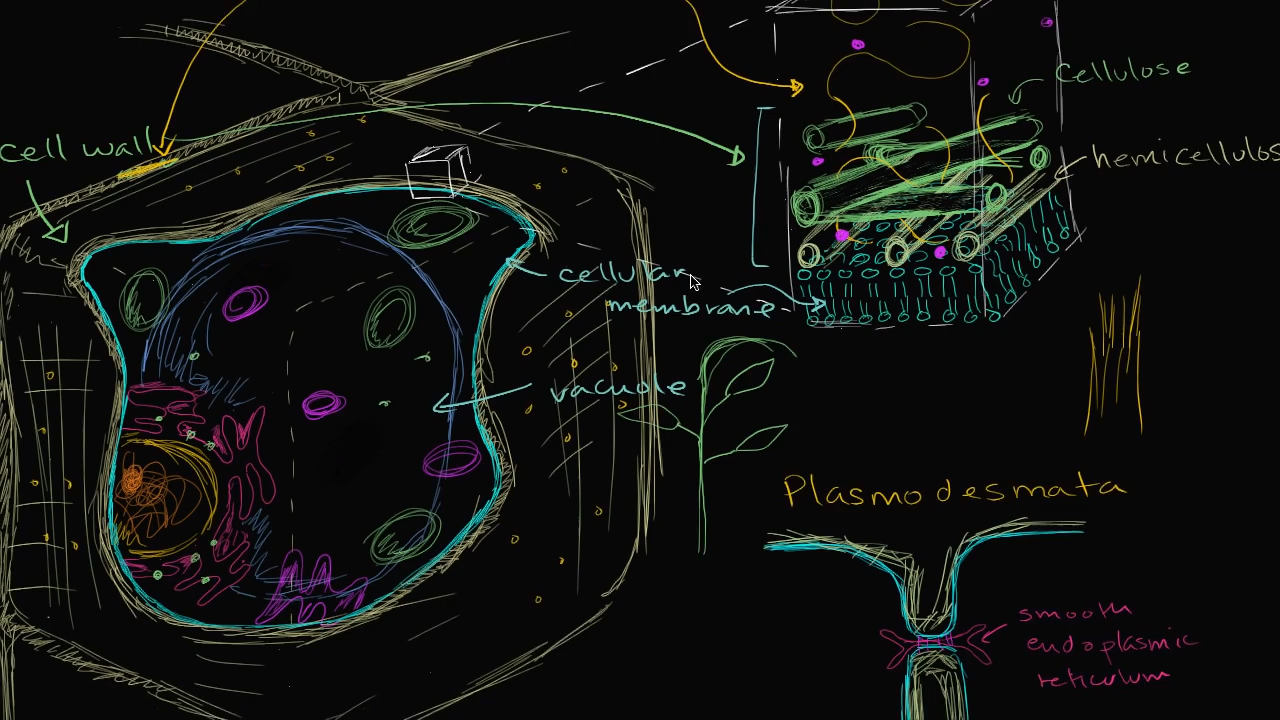 cellulose
cell wall
hemicellulos
cellular
membrane
vacuole
Plasmodesmata
smooth
endoplasmic
reticulum